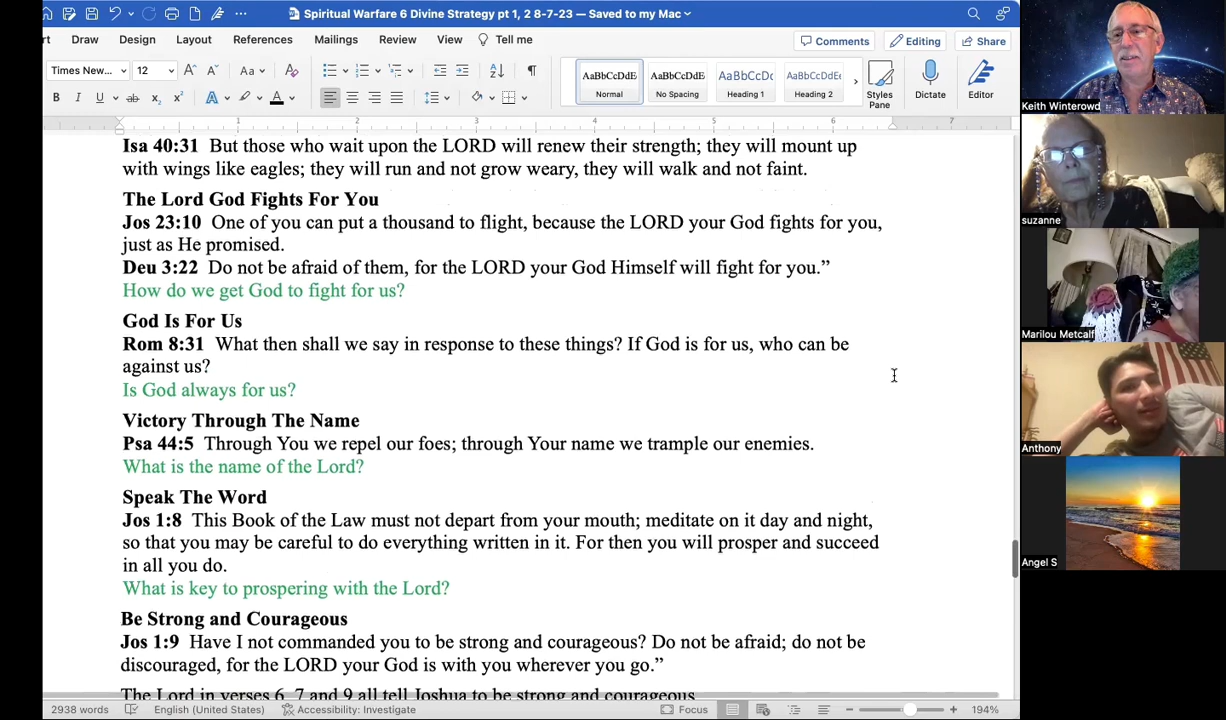 Spiritual Warfare 6 Divine Strategy pt 1, 2 8-7-23 — Saved to my Mac
rt Draw Design Layout References Mailings Review View Tell me Comments Editing Share
Times New... 12 Aa AaBbCcDdE AaBbCcDdE AaBbCcDc AaBbCcDdE
Normal No Spacing Heading 1 Heading 2 Styles Pane Dictate Editor
B I U ab x₂ x² A A
1 2 3 4 5 6 7
Isa 40:31 But those who wait upon the LORD will renew their strength; they will mount up
with wings like eagles; they will run and not grow weary, they will walk and not faint.
The Lord God Fights For You
Jos 23:10 One of you can put a thousand to flight, because the LORD your God fights for you,
just as He promised.
Deu 3:22 Do not be afraid of them, for the LORD your God Himself will fight for you.”
How do we get God to fight for us?
God Is For Us
Rom 8:31 What then shall we say in response to these things? If God is for us, who can be
against us?
Is God always for us?
Victory Through The Name
Psa 44:5 Through You we repel our foes; through Your name we trample our enemies.
What is the name of the Lord?
Speak The Word
Jos 1:8 This Book of the Law must not depart from your mouth; meditate on it day and night,
so that you may be careful to do everything written in it. For then you will prosper and succeed
in all you do.
What is key to prospering with the Lord?
Be Strong and Courageous
Jos 1:9 Have I not commanded you to be strong and courageous? Do not be afraid; do not be
discouraged, for the LORD your God is with you wherever you go.”
The Lord in verses 6, 7 and 9 all tell Joshua to be strong and courageous
2938 words English (United States) Accessibility: Investigate Focus 194%
Keith Winterowd
suzanne
Marilou Metcalf
Anthony
Angel S